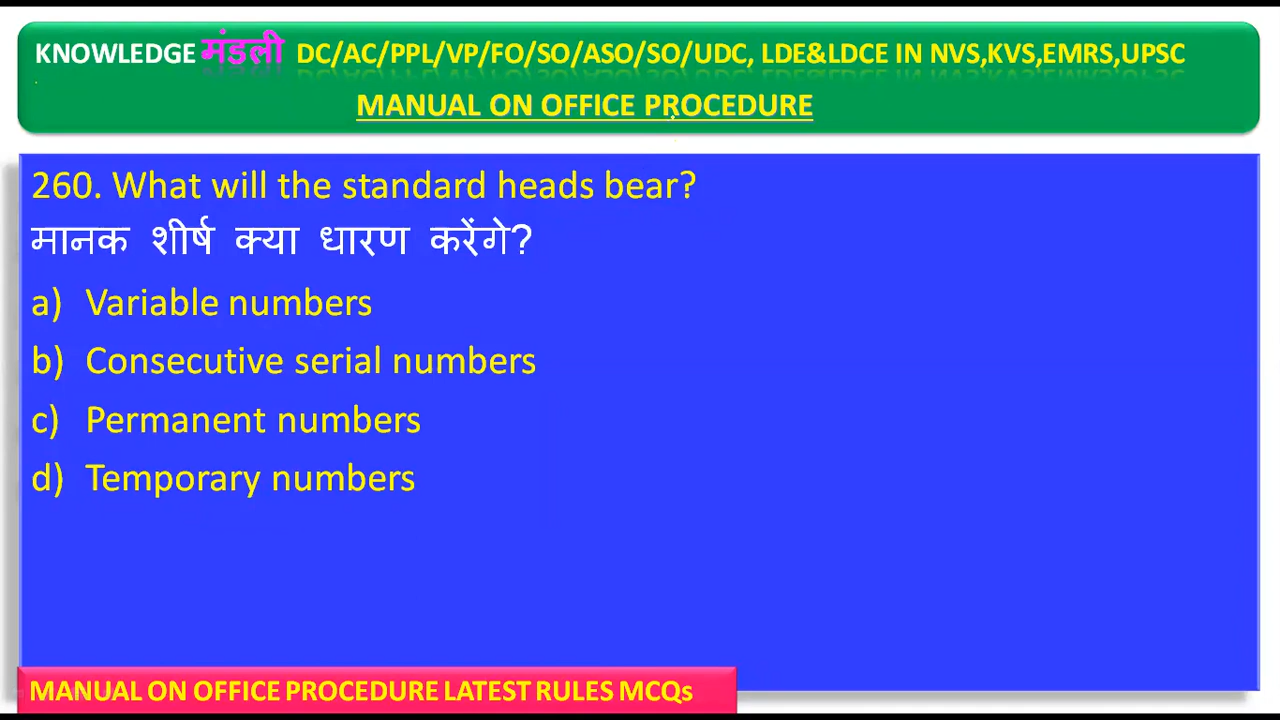 KNOWLEDGE मंडली DC/AC/PPL/VP/FO/SO/ASO/SO/UDC, LDE&LDCE IN NVS,KVS,EMRS,UPSC
MANUAL ON OFFICE PROCEDURE
260. What will the standard heads bear?
मानक शीर्ष क्या धारण करेंगे?
a) Variable numbers
b) Consecutive serial numbers
c) Permanent numbers
d) Temporary numbers
MANUAL ON OFFICE PROCEDURE LATEST RULES MCQs